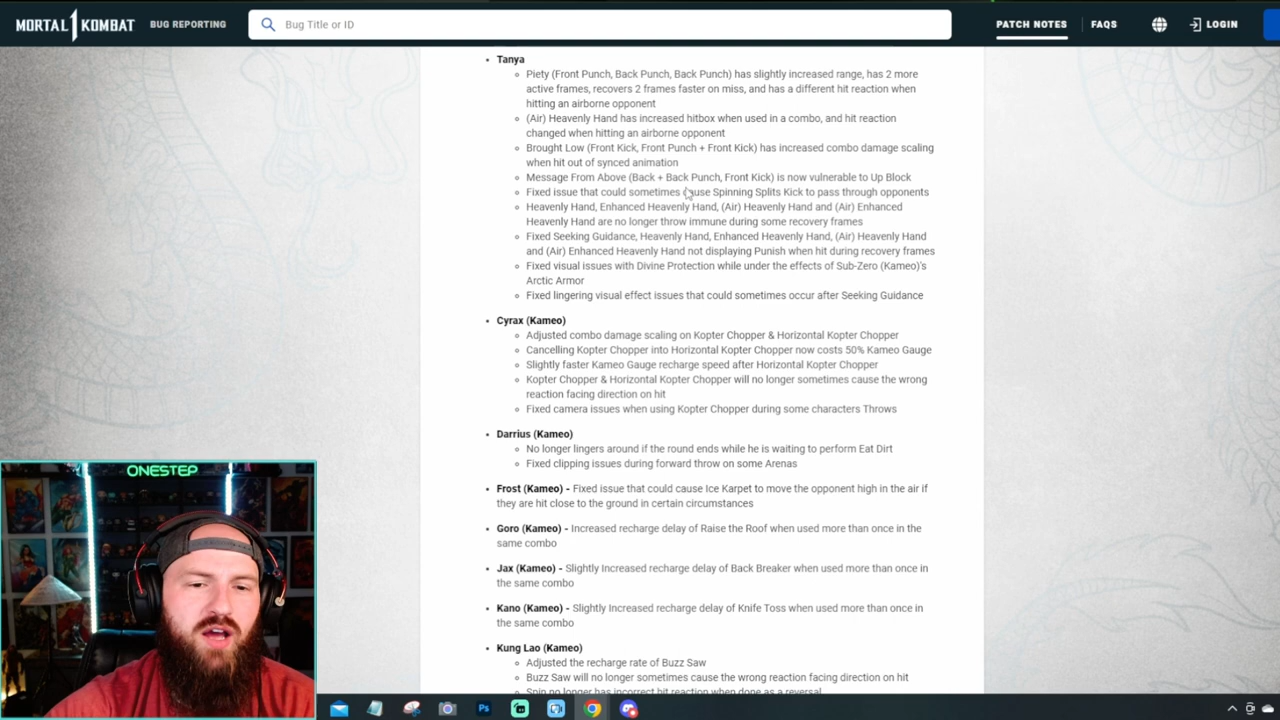 MORTAL KOMBAT
BUG REPORTING
Bug Title or ID
PATCH NOTES
FAQS
LOGIN
Tanya
Piety (Front Punch, Back Punch, Back Punch) has slightly increased range, has 2 more
active frames, recovers 2 frames faster on miss, and has a different hit reaction when
hitting an airborne opponent
(Air) Heavenly Hand has increased hitbox when used in a combo, and hit reaction
changed when hitting an airborne opponent
Brought Low (Front Kick, Front Punch + Front Kick) has increased combo damage scaling
when hit out of synced animation
Message From Above (Back + Back Punch, Front Kick) is now vulnerable to Up Block
Fixed issue that could sometimes cause Spinning Splits Kick to pass through opponents
Heavenly Hand, Enhanced Heavenly Hand, (Air) Heavenly Hand and (Air) Enhanced
Heavenly Hand are no longer throw immune during some recovery frames
Fixed Seeking Guidance, Heavenly Hand, Enhanced Heavenly Hand, (Air) Heavenly Hand
and (Air) Enhanced Heavenly Hand not displaying Punish when hit during recovery frames
Fixed visual issues with Divine Protection while under the effects of Sub-Zero (Kameo)'s
Arctic Armor
Fixed lingering visual effect issues that could sometimes occur after Seeking Guidance
Cyrax (Kameo)
Adjusted combo damage scaling on Kopter Chopper & Horizontal Kopter Chopper
Cancelling Kopter Chopper into Horizontal Kopter Chopper now costs 50% Kameo Gauge
Slightly faster Kameo Gauge recharge speed after Horizontal Kopter Chopper
Kopter Chopper & Horizontal Kopter Chopper will no longer sometimes cause the wrong
reaction facing direction on hit
Fixed camera issues when using Kopter Chopper during some characters Throws
Darrius (Kameo)
No longer lingers around if the round ends while he is waiting to perform Eat Dirt
Fixed clipping issues during forward throw on some Arenas
Frost (Kameo) - Fixed issue that could cause Ice Karpet to move the opponent high in the air if
they are hit close to the ground in certain circumstances
Goro (Kameo) - Increased recharge delay of Raise the Roof when used more than once in the
same combo
Jax (Kameo) - Slightly Increased recharge delay of Back Breaker when used more than once in
the same combo
Kano (Kameo) - Slightly Increased recharge delay of Knife Toss when used more than once in
the same combo
Kung Lao (Kameo)
Adjusted the recharge rate of Buzz Saw
Buzz Saw will no longer sometimes cause the wrong reaction facing direction on hit
Spin no longer has incorrect hit reaction when done as a reversal
ONESTEP
Ps